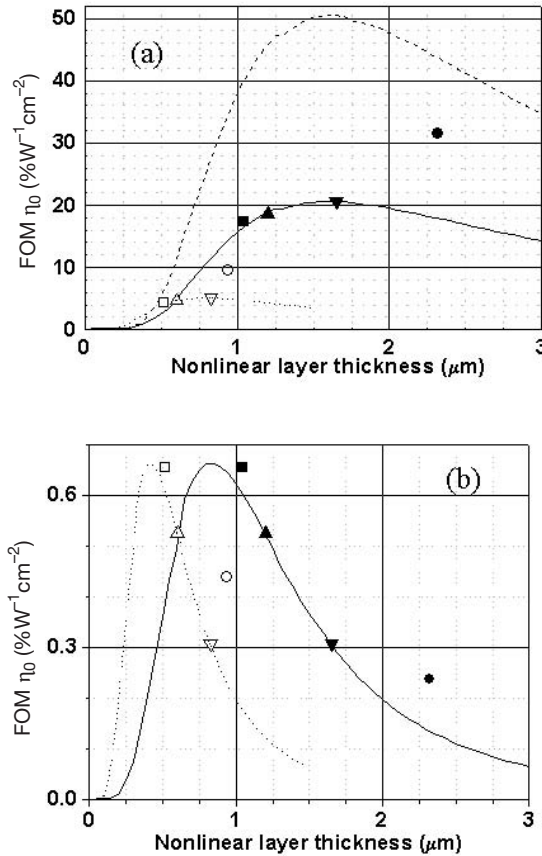 50
40
30
20
10
0
FOM η₀ (%W⁻¹cm⁻²)
(a)
0 1 2 3
Nonlinear layer thickness (μm)
0.6
0.3
0.0
FOM η₀ (%W⁻¹cm⁻²)
(b)
0 1 2 3
Nonlinear layer thickness (μm)